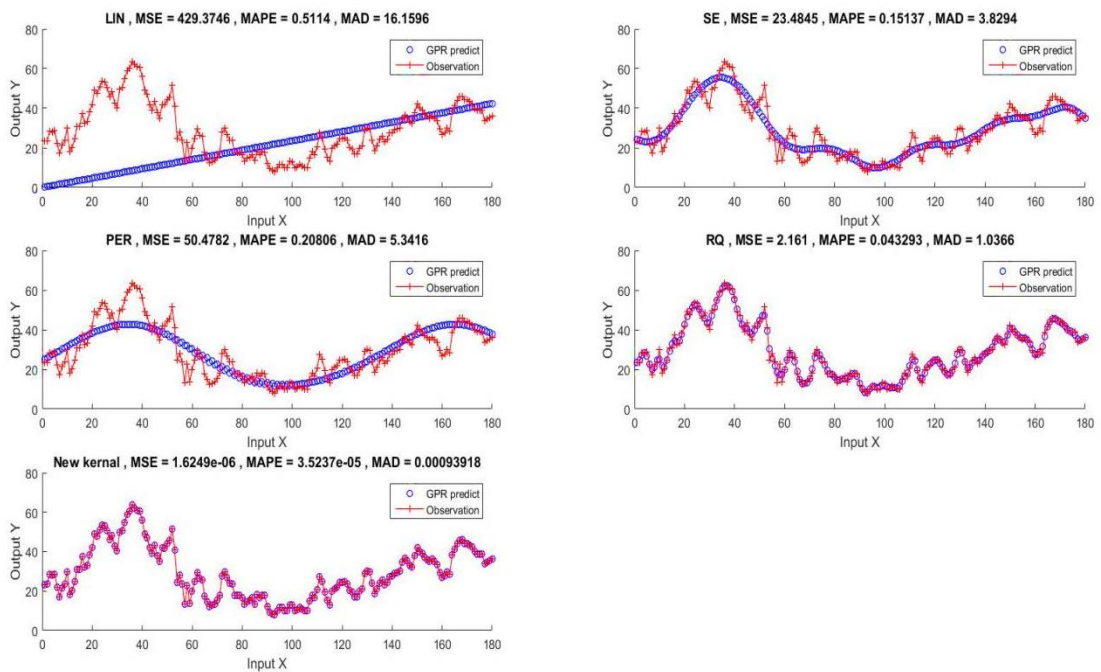 LIN , MSE = 429.3746 , MAPE = 0.5114 , MAD = 16.1596
80
60
40
20
0
Output Y
GPR predict
Observation
0 20 40 60 80 100 120 140 160 180
Input X
SE , MSE = 23.4845 , MAPE = 0.15137 , MAD = 3.8294
80
60
40
20
0
Output Y
GPR predict
Observation
0 20 40 60 80 100 120 140 160 180
Input X
PER , MSE = 50.4782 , MAPE = 0.20806 , MAD = 5.3416
80
60
40
20
0
Output Y
GPR predict
Observation
0 20 40 60 80 100 120 140 160 180
Input X
RQ , MSE = 2.161 , MAPE = 0.043293 , MAD = 1.0366
80
60
40
20
0
Output Y
GPR predict
Observation
0 20 40 60 80 100 120 140 160 180
Input X
New kernal , MSE = 1.6249e-06 , MAPE = 3.5237e-05 , MAD = 0.00093918
80
60
40
20
0
Output Y
GPR predict
Observation
0 20 40 60 80 100 120 140 160 180
Input X